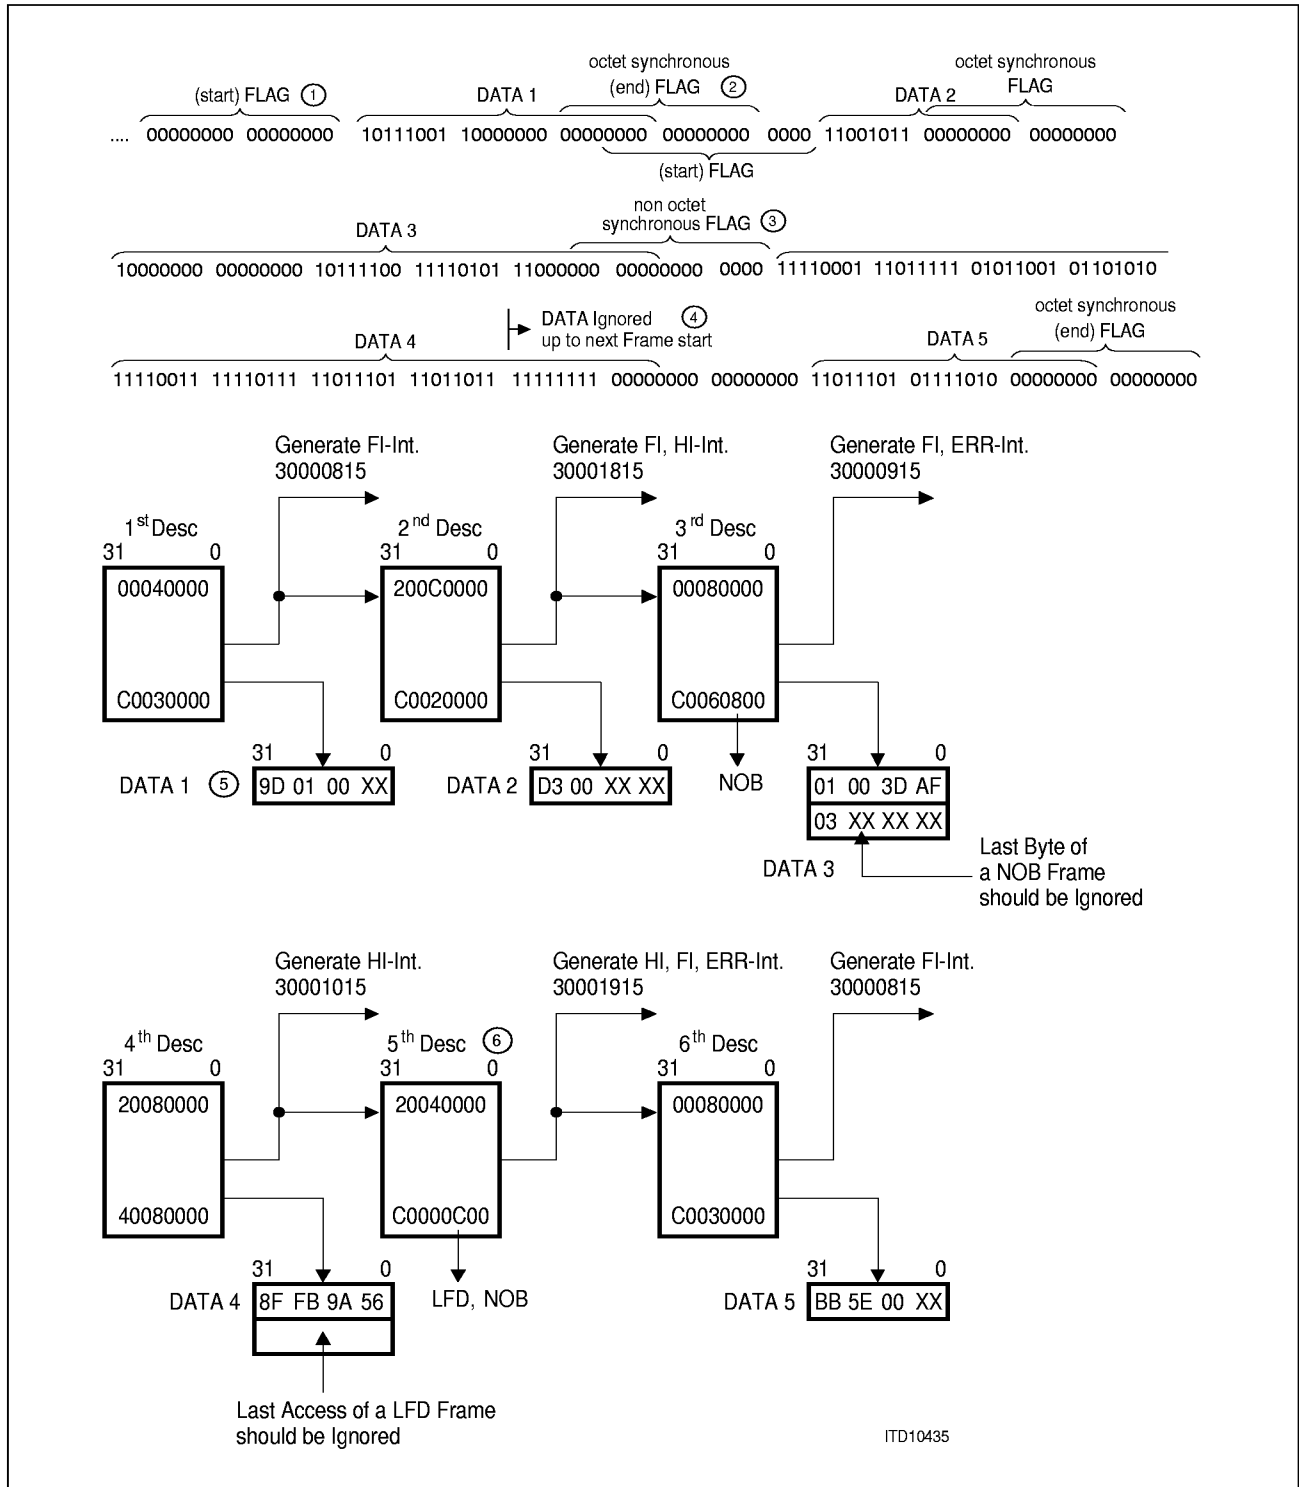 octet synchronous
octet synchronous
(start) FLAG 1
DATA 1
(end) FLAG 2
DATA 2
FLAG
.... 00000000 00000000 10111001 10000000 00000000 00000000 0000 11001011 00000000 00000000
(start) FLAG
non octet
DATA 3
synchronous FLAG 3
10000000 00000000 10111100 11110101 11000000 00000000 0000 11110001 11011111 01011001 01101010
DATA 4
DATA Ignored 4
up to next Frame start
DATA 5
octet synchronous
(end) FLAG
11110011 11110111 11011101 11011011 11111111 00000000 00000000 11011101 01111010 00000000 00000000
Generate FI-Int.
30000815
Generate FI, HI-Int.
30001815
Generate FI, ERR-Int.
30000915
1st Desc
31 0
00040000
C0030000
2nd Desc
31 0
200C0000
C0020000
3rd Desc
31 0
00080000
C0060800
31 0
DATA 1 5 9D 01 00 XX
31 0
DATA 2 D3 00 XX XX
NOB
31 0
01 00 3D AF
03 XX XX XX
DATA 3
Last Byte of
a NOB Frame
should be Ignored
Generate HI-Int.
30001015
Generate HI, FI, ERR-Int.
30001915
Generate FI-Int.
30000815
4th Desc
31 0
20080000
40080000
5th Desc 6
31 0
20040000
C0000C00
6th Desc
31 0
00080000
C0030000
31 0
DATA 4 8F FB 9A 56
LFD, NOB
31 0
DATA 5 BB 5E 00 XX
Last Access of a LFD Frame
should be Ignored
ITD10435